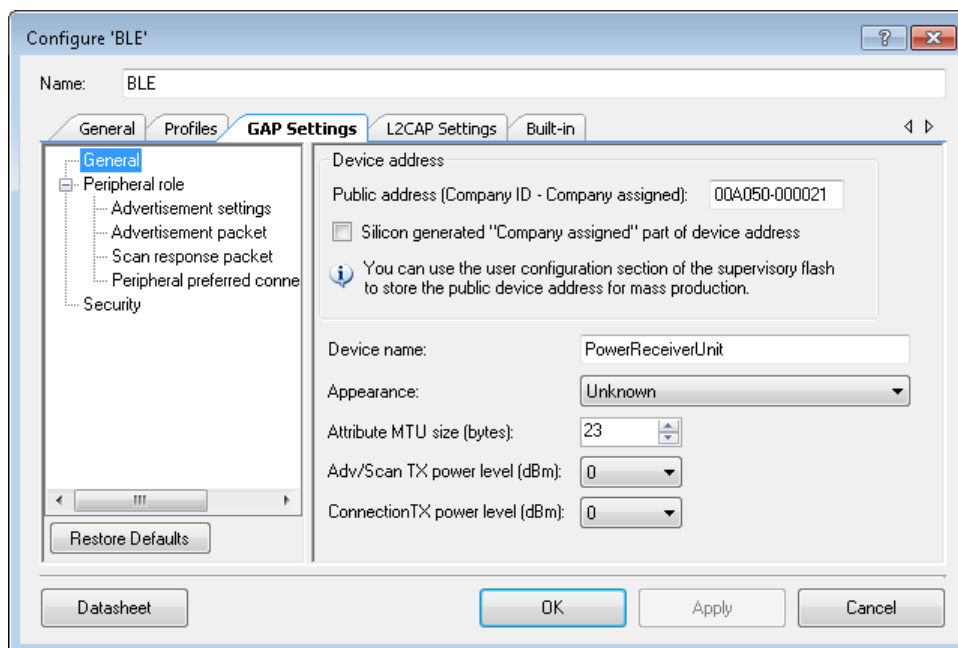 Configure 'BLE'
Name: BLE
General Profiles GAP Settings L2CAP Settings Built-in
General
Peripheral role
Advertisement settings
Advertisement packet
Scan response packet
Peripheral preferred conne
Security
Restore Defaults
Device address
Public address (Company ID - Company assigned): 00A050-000021
Silicon generated "Company assigned" part of device address
You can use the user configuration section of the supervisory flash
to store the public device address for mass production.
Device name: PowerReceiverUnit
Appearance: Unknown
Attribute MTU size (bytes): 23
Adv/Scan TX power level (dBm): 0
ConnectionTX power level (dBm): 0
Datasheet OK Apply Cancel